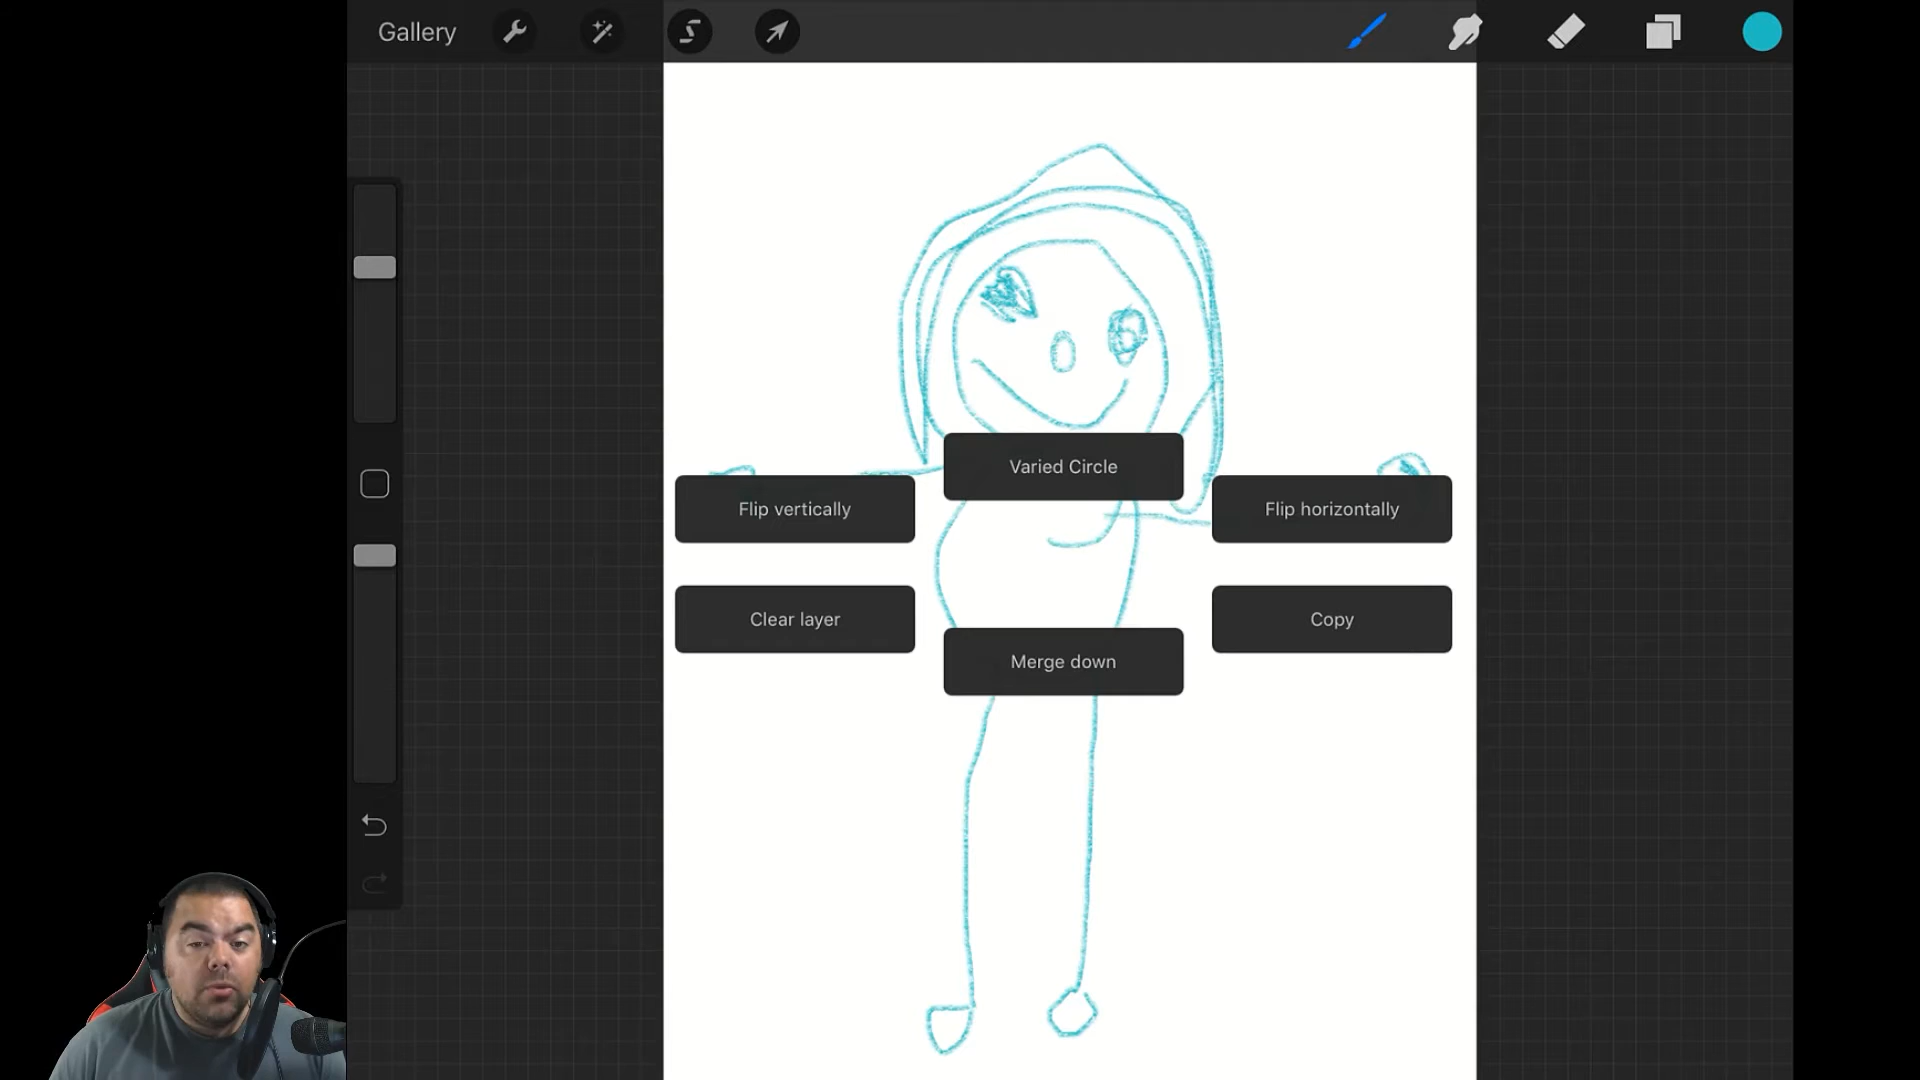 Gallery
Varied Circle
Flip vertically
Flip horizontally
Clear layer
Copy
Merge down